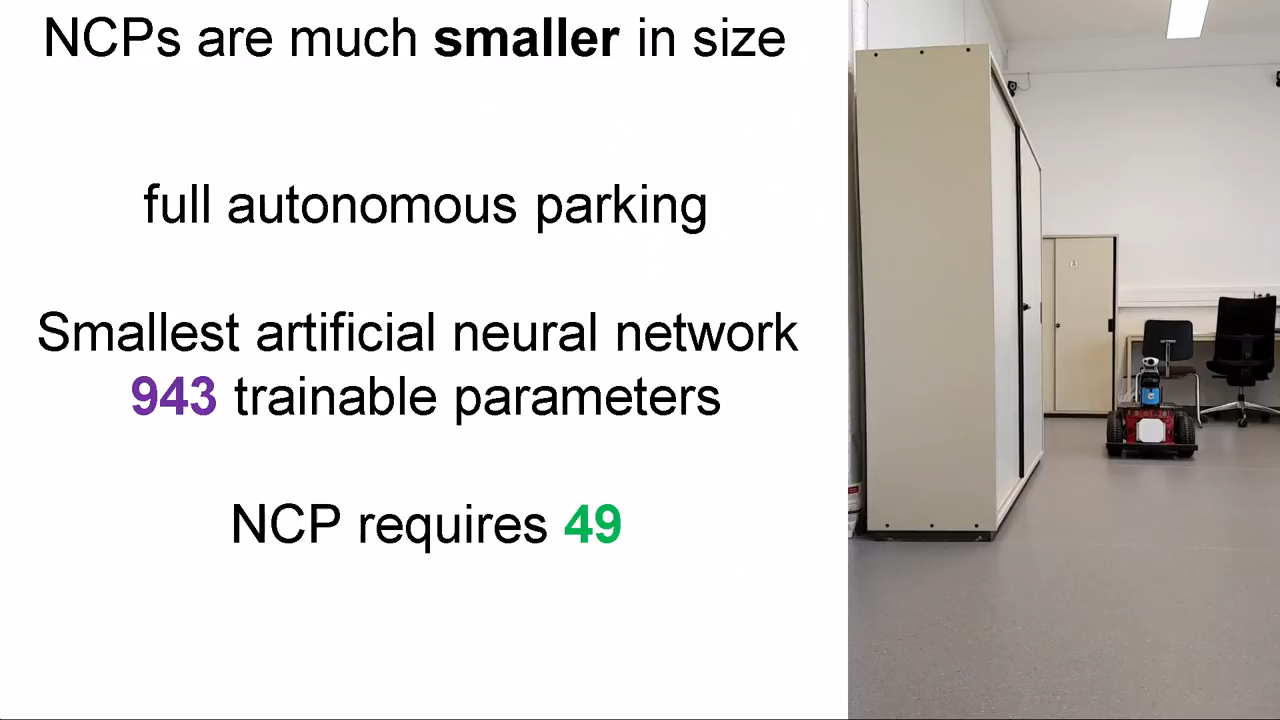 NCPs are much smaller in size
full autonomous parking
Smallest artificial neural network
943 trainable parameters
NCP requires 49